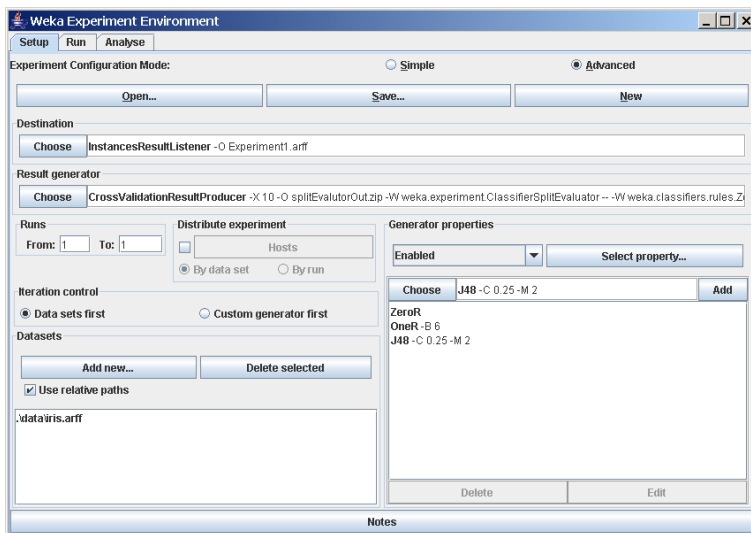 Weka Experiment Environment
Setup Run Analyse
Experiment Configuration Mode: Simple Advanced
Open... Save... New
Destination
Choose InstancesResultListener -O Experiment1.arff
Result generator
Choose CrossValidationResultProducer -X 10 -O splitEvalutorOut.zip -W weka.experiment.ClassifierSplitEvaluator -- -W weka.classifiers.rules.Z
Runs
From: 1 To: 1
Distribute experiment
Hosts
By data set By run
Generator properties
Enabled Select property...
Iteration control
Data sets first Custom generator first
Choose J48 -C 0.25 -M 2 Add
ZeroR
OneR -B 6
J48 -C 0.25 -M 2
Datasets
Add new... Delete selected
Use relative paths
.\data\iris.arff
Delete Edit
Notes